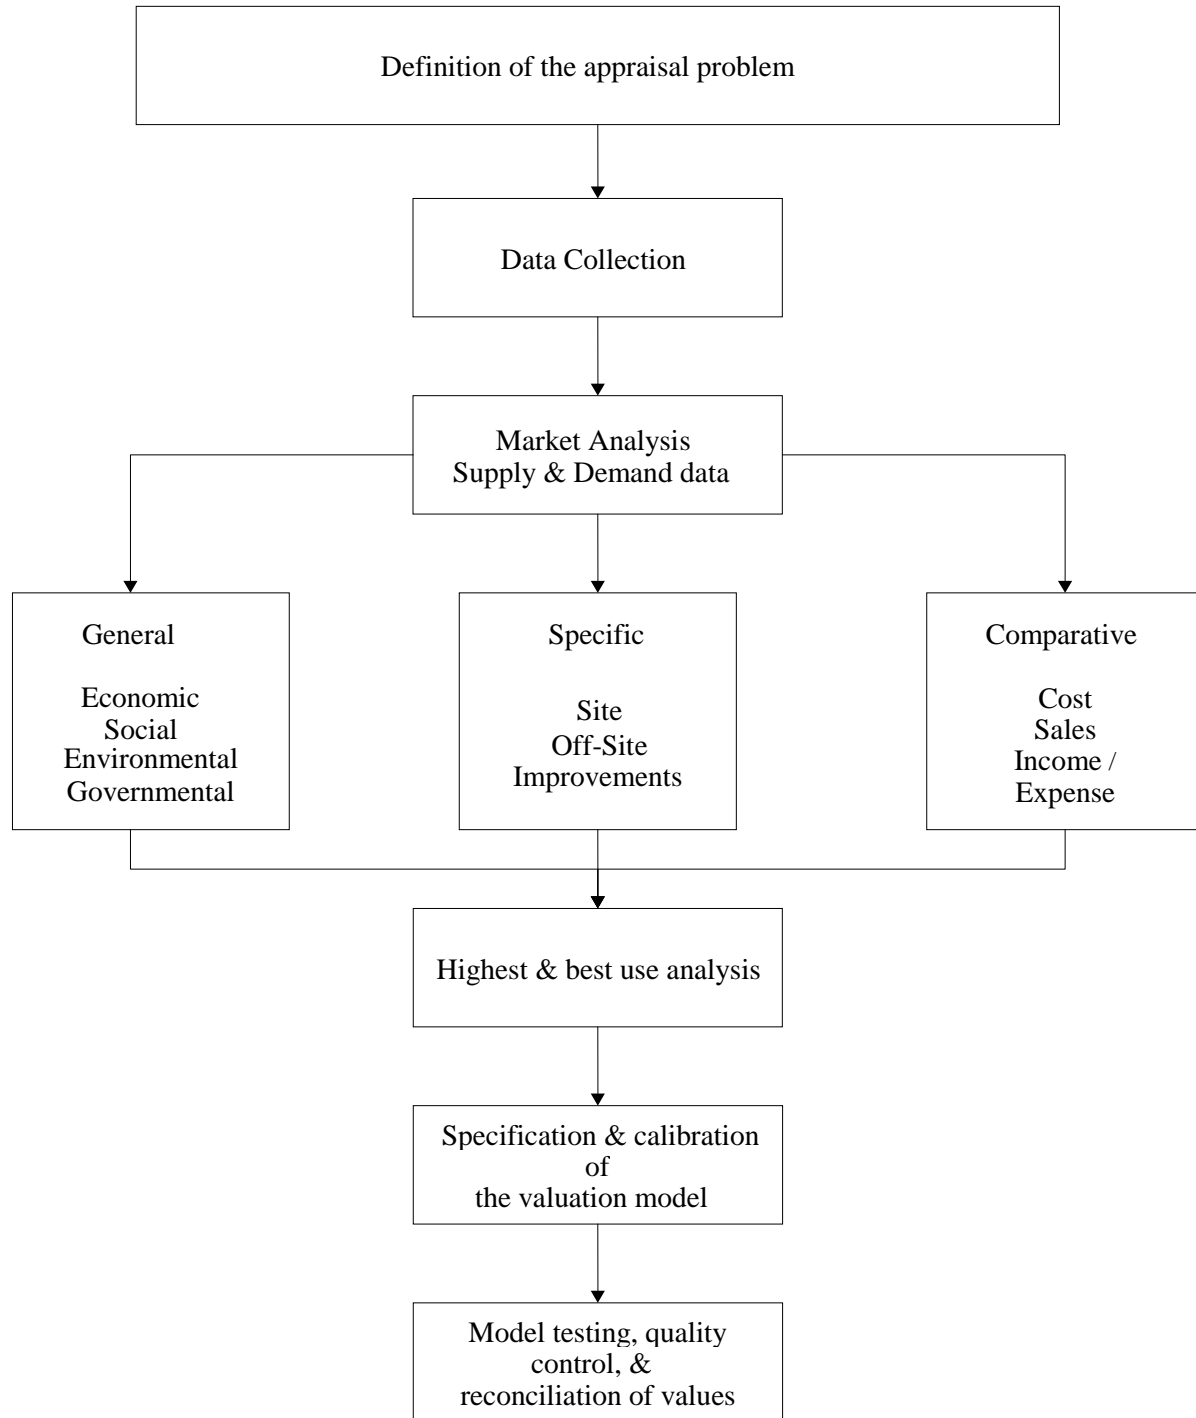 Definition of the appraisal problem
Data Collection
Market Analysis
Supply & Demand data
General
Economic
Social
Environmental
Governmental
Specific
Site
Off-Site
Improvements
Comparative
Cost
Sales
Income /
Expense
Highest & best use analysis
Specification & calibration
of
the valuation model
Model testing, quality
control, &
reconciliation of values